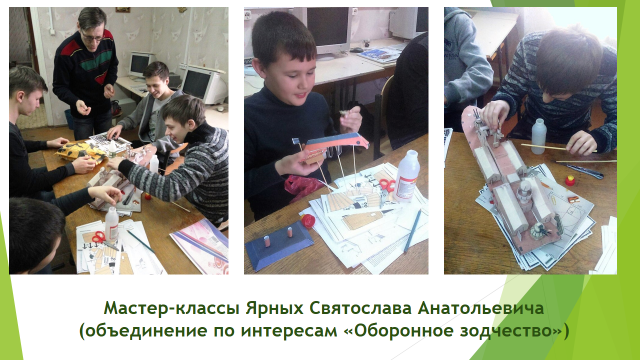 Мастер-классы Ярных Святослава Анатольевича
(объединение по интересам «Оборонное зодчество»)